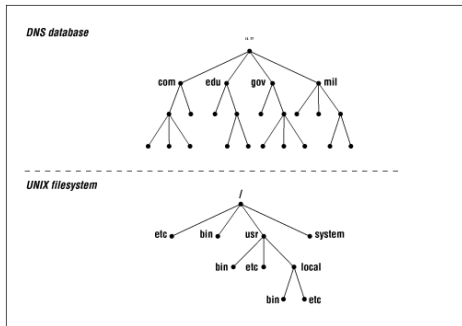 DNS database
" "
com edu gov mil
UNIX filesystem
/
etc bin usr system
bin etc local
bin etc